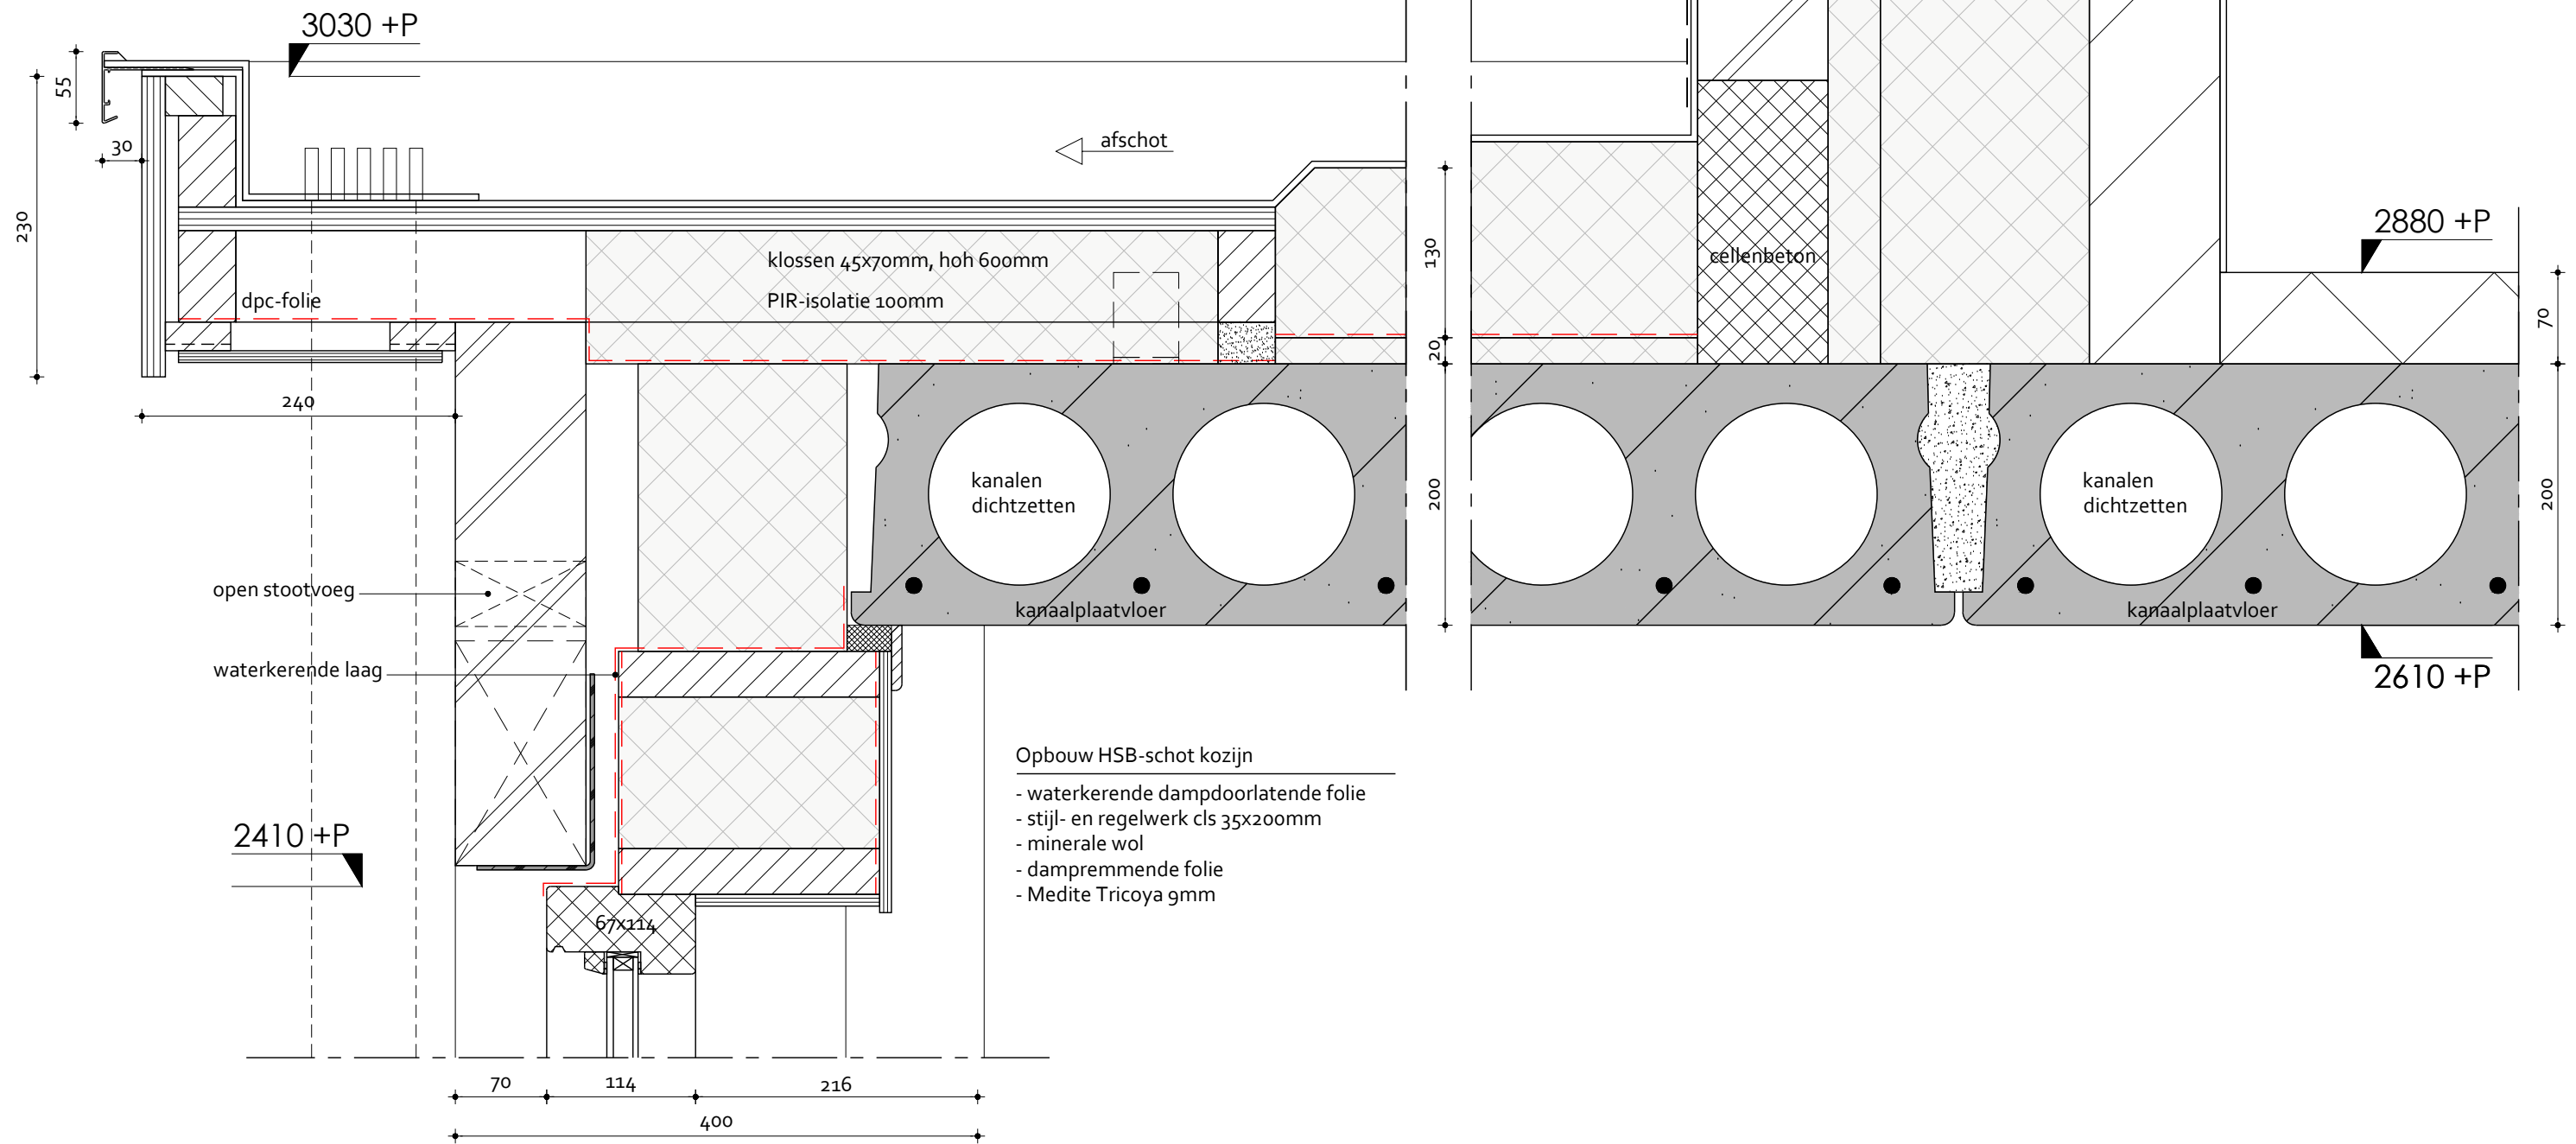 3030 +P
55
30
230
afschot
klossen 45x70mm, hoh 600mm
PIR-isolatie 100mm
dpc-folie
240
cellenbeton
130
20
200
2880 +P
70
200
kanalen
dichtzetten
kanalen
dichtzetten
kanaalplaatvloer
kanaalplaatvloer
2610 +P
open stootvoeg
waterkerende laag
2410 +P
67x114
Opbouw HSB-schot kozijn
- waterkerende dampdoorlatende folie
- stijl- en regelwerk cls 35x200mm
- minerale wol
- dampremmende folie
- Medite Tricoya 9mm
70
114
216
400